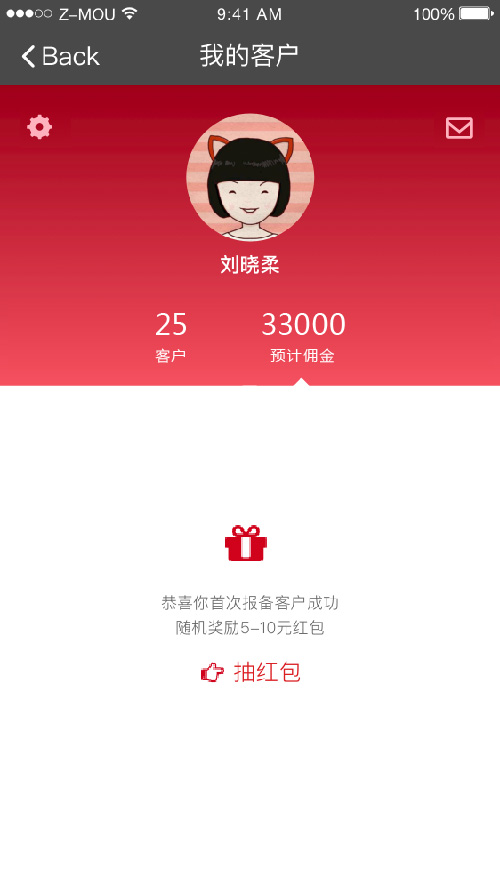 Z-MOU 9:41 AM 100%
Back 我的客户
刘晓柔
25 33000
客户 预计佣金
恭喜你首次报备客户成功
随机奖励5-10元红包
抽红包